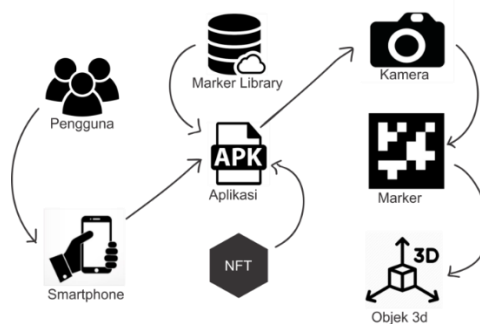 Pengguna
Marker Library
Kamera
APK
Aplikasi
Marker
Smartphone
NFT
3D
Objek 3d